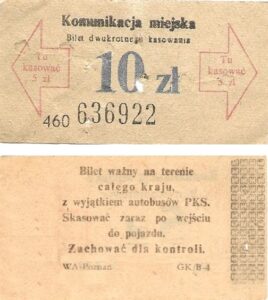 Komunikacja miejska
Bilet dwukrotnego kasowania
Tu
kasować
5 zł
10 zł
Tu
kasować
5 zł
460 636922
Bilet ważny na terenie
całego kraju,
z wyjątkiem autobusów PKS.
Skasować zaraz po wejściu
do pojazdu.
Zachować dla kontroli.
WA-Poznań GK/B-4